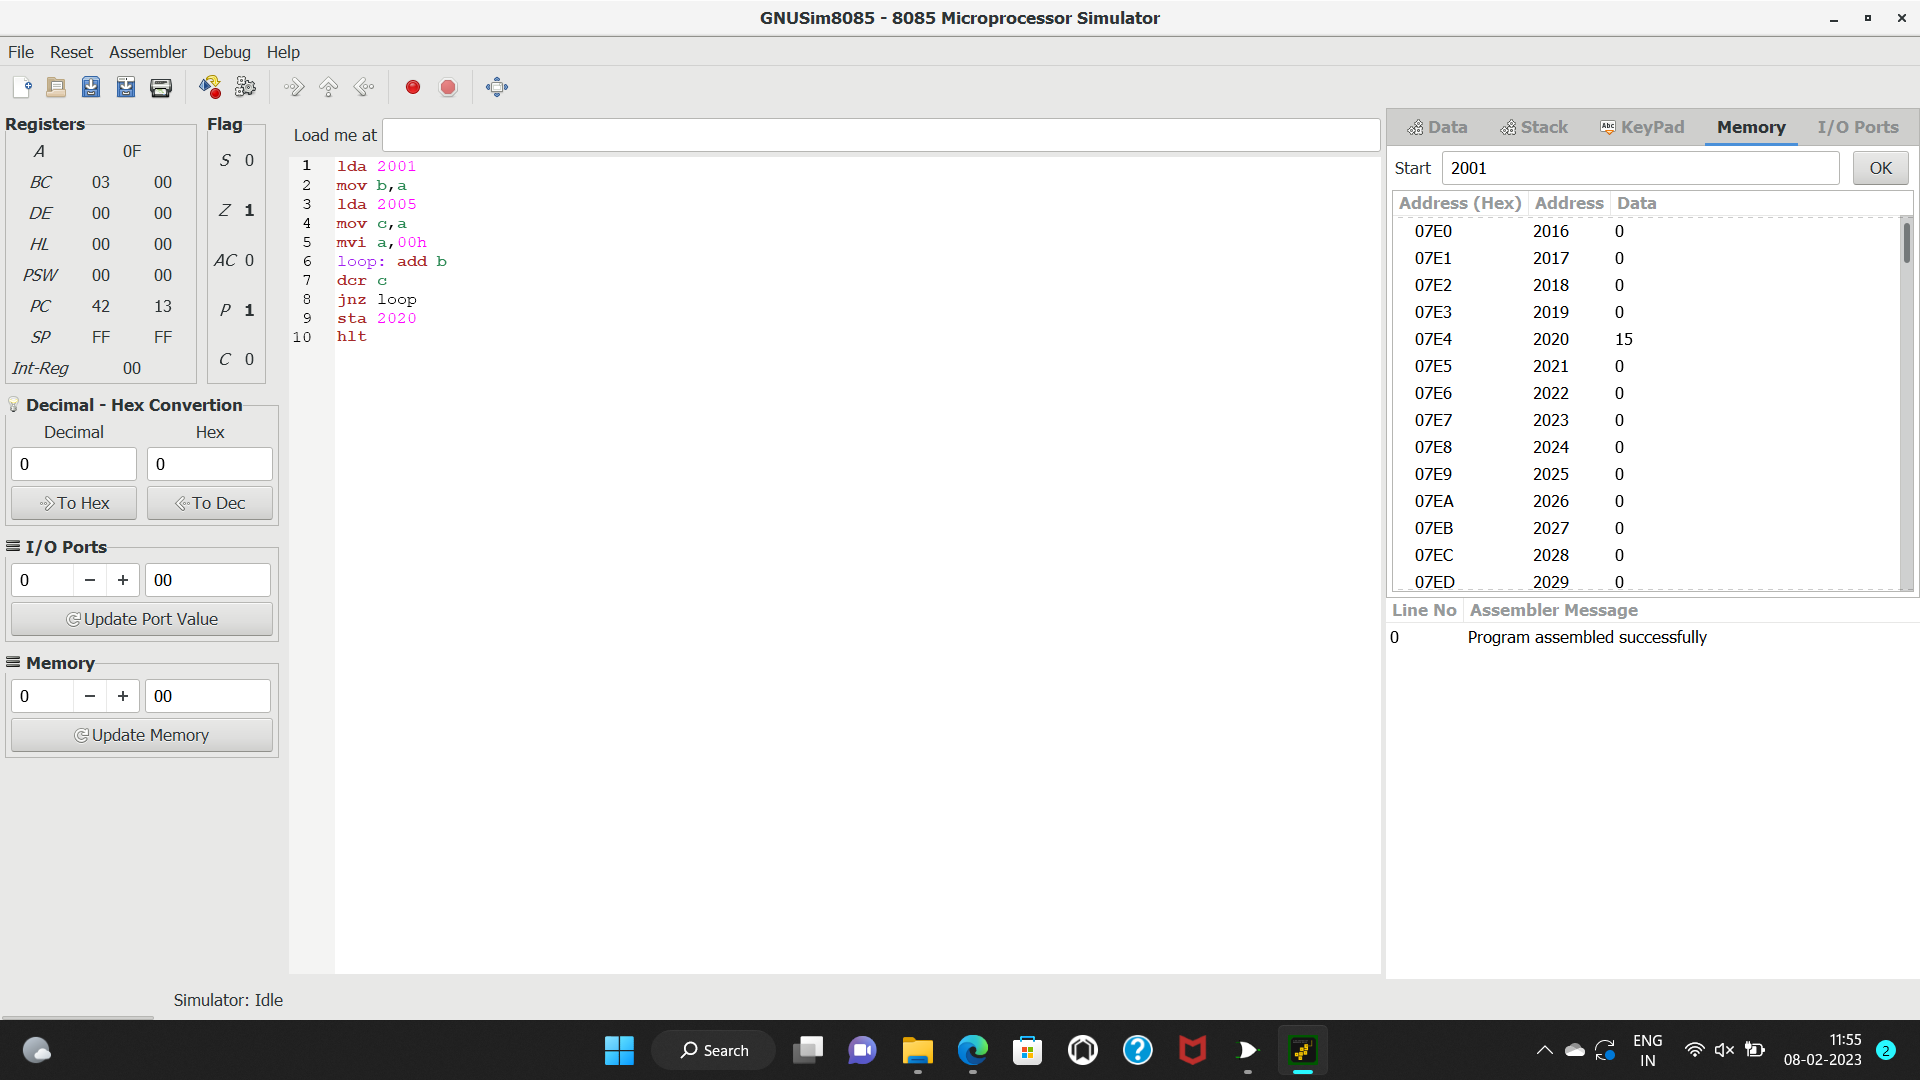 GNUSim8085 - 8085 Microprocessor Simulator
File Reset Assembler Debug Help
Registers
A 0F
BC 03 00
DE 00 00
HL 00 00
PSW 00 00
PC 42 13
SP FF FF
Int-Reg 00
Flag
S 0
Z 1
AC 0
P 1
C 0
Decimal - Hex Convertion
Decimal Hex
0 0
To Hex To Dec
I/O Ports
0 − + 00
Update Port Value
Memory
0 − + 00
Update Memory
Load me at
1 lda 2001
2 mov b,a
3 lda 2005
4 mov c,a
5 mvi a,00h
6 loop: add b
7 dcr c
8 jnz loop
9 sta 2020
10 hlt
Data Stack Abc KeyPad Memory I/O Ports
Start 2001 OK
Address (Hex) Address Data
07E0 2016 0
07E1 2017 0
07E2 2018 0
07E3 2019 0
07E4 2020 15
07E5 2021 0
07E6 2022 0
07E7 2023 0
07E8 2024 0
07E9 2025 0
07EA 2026 0
07EB 2027 0
07EC 2028 0
07ED 2029 0
Line No Assembler Message
0 Program assembled successfully
Simulator: Idle
Search
ENG
IN
11:55
08-02-2023
2